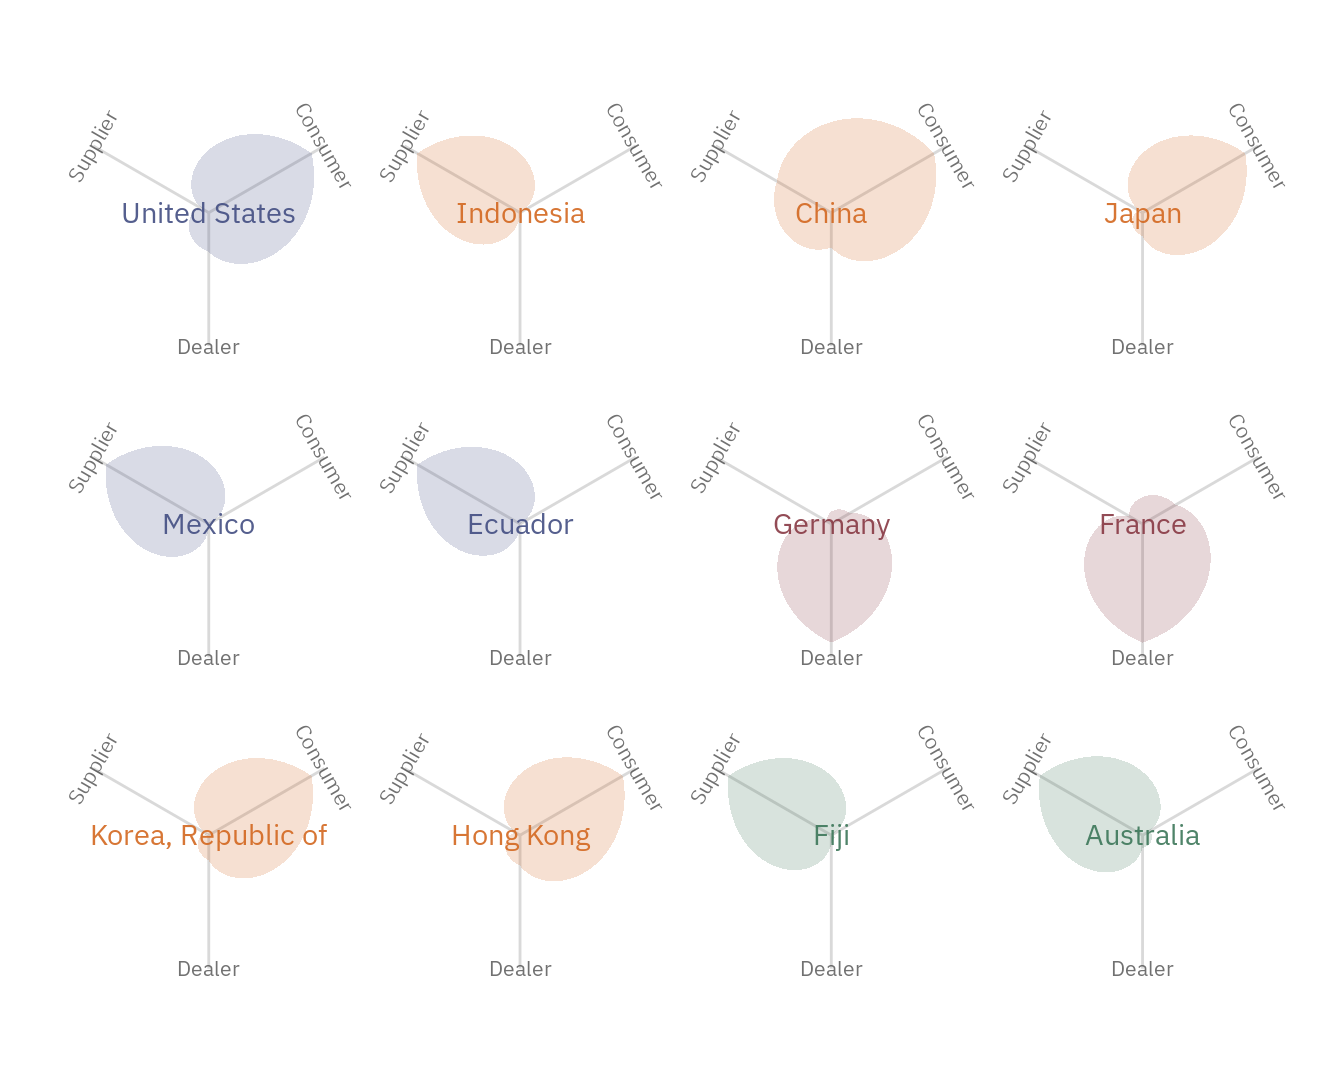 Supplier
Consumer
United States
Dealer
Supplier
Consumer
Indonesia
Dealer
Supplier
Consumer
China
Dealer
Supplier
Consumer
Japan
Dealer
Supplier
Consumer
Mexico
Dealer
Supplier
Consumer
Ecuador
Dealer
Supplier
Consumer
Germany
Dealer
Supplier
Consumer
France
Dealer
Supplier
Consumer
Korea, Republic of
Dealer
Supplier
Consumer
Hong Kong
Dealer
Supplier
Consumer
Fiji
Dealer
Supplier
Consumer
Australia
Dealer